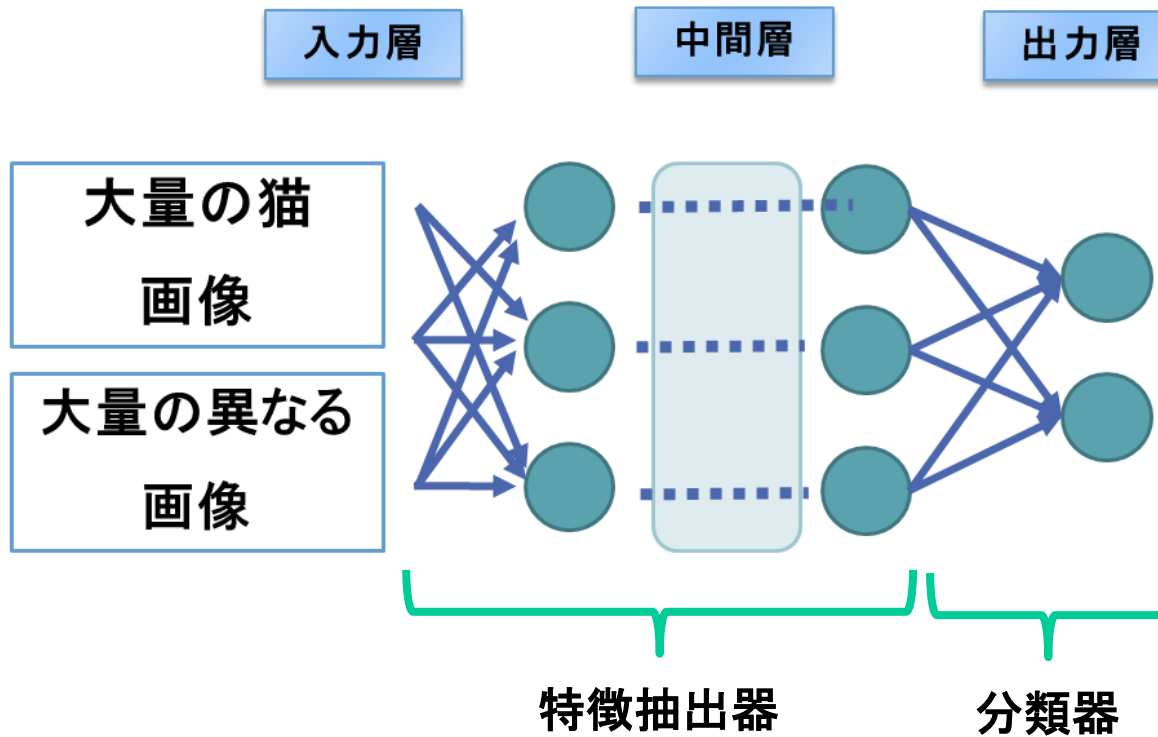 入力層
中間層
出力層
大量の猫
画像
大量の異なる
画像
特徴抽出器
分類器